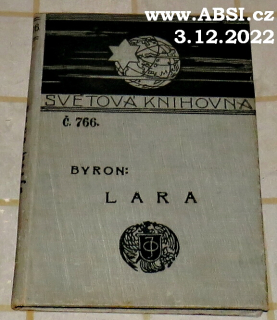 www.ABSI.cz
3.12.2022
SVĚTOVÁ KNIHOVNA
Č. 766.
BYRON:
LARA